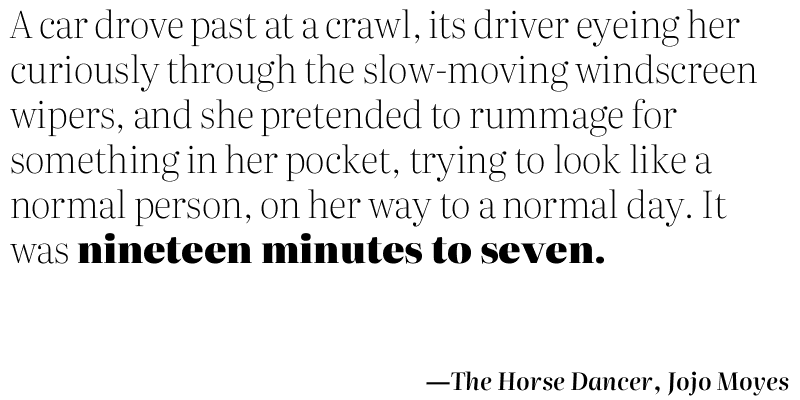 A car drove past at a crawl, its driver eyeing her
curiously through the slow-moving windscreen
wipers, and she pretended to rummage for
something in her pocket, trying to look like a
normal person, on her way to a normal day. It
was nineteen minutes to seven.
—The Horse Dancer, Jojo Moyes